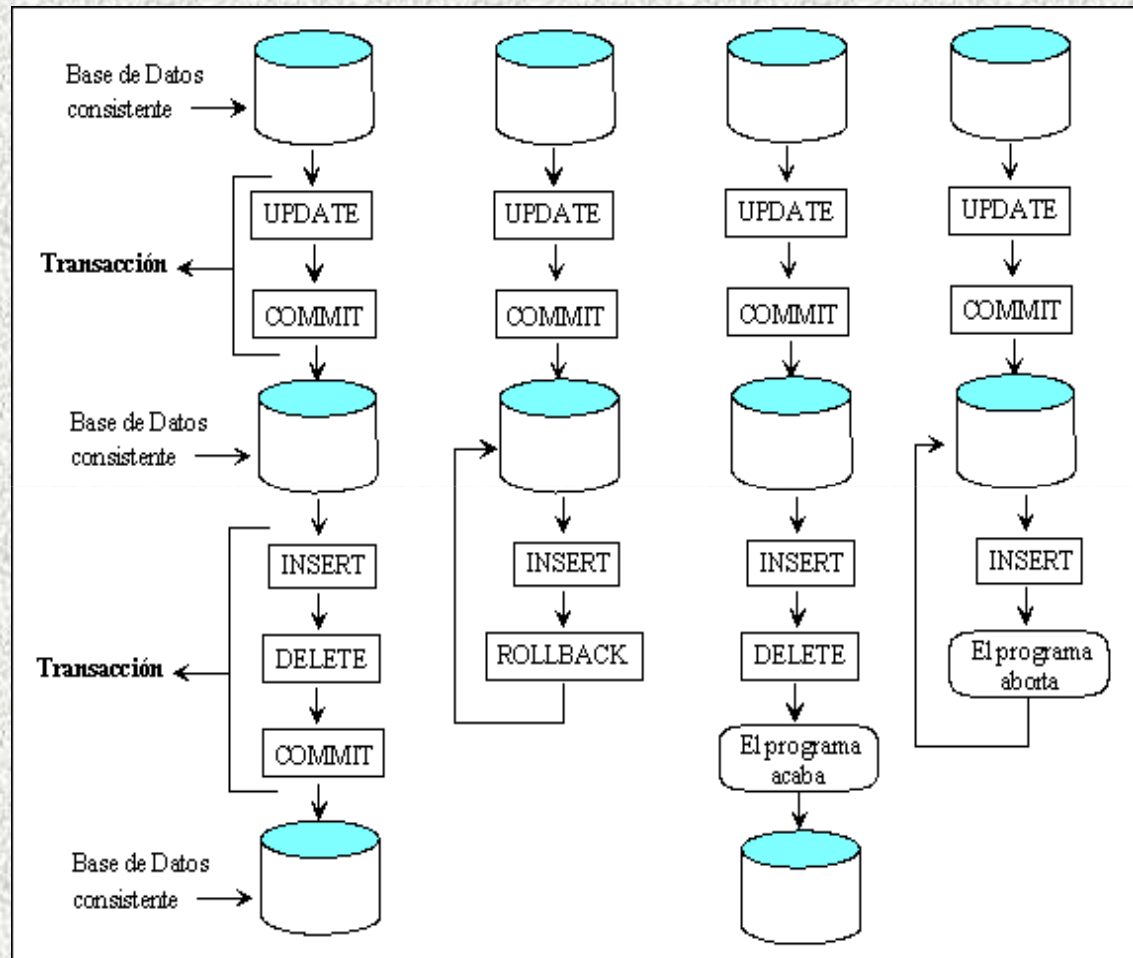 Base de Datos
consistente
UPDATE
UPDATE
UPDATE
UPDATE
Transacción
COMMIT
COMMIT
COMMIT
COMMIT
Base de Datos
consistente
INSERT
INSERT
INSERT
INSERT
Transacción
DELETE
ROLLBACK
DELETE
El programa
aborta
COMMIT
El programa
acaba
Base de Datos
consistente